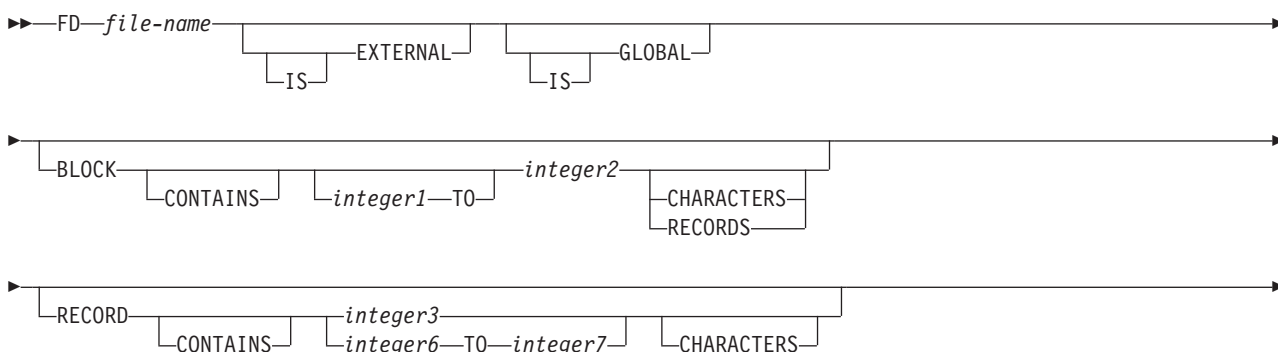 FD file-name EXTERNAL GLOBAL
IS IS
BLOCK integer2
CONTAINS integer1 TO CHARACTERS
RECORDS
RECORD integer3
CONTAINS integer6 TO integer7 CHARACTERS